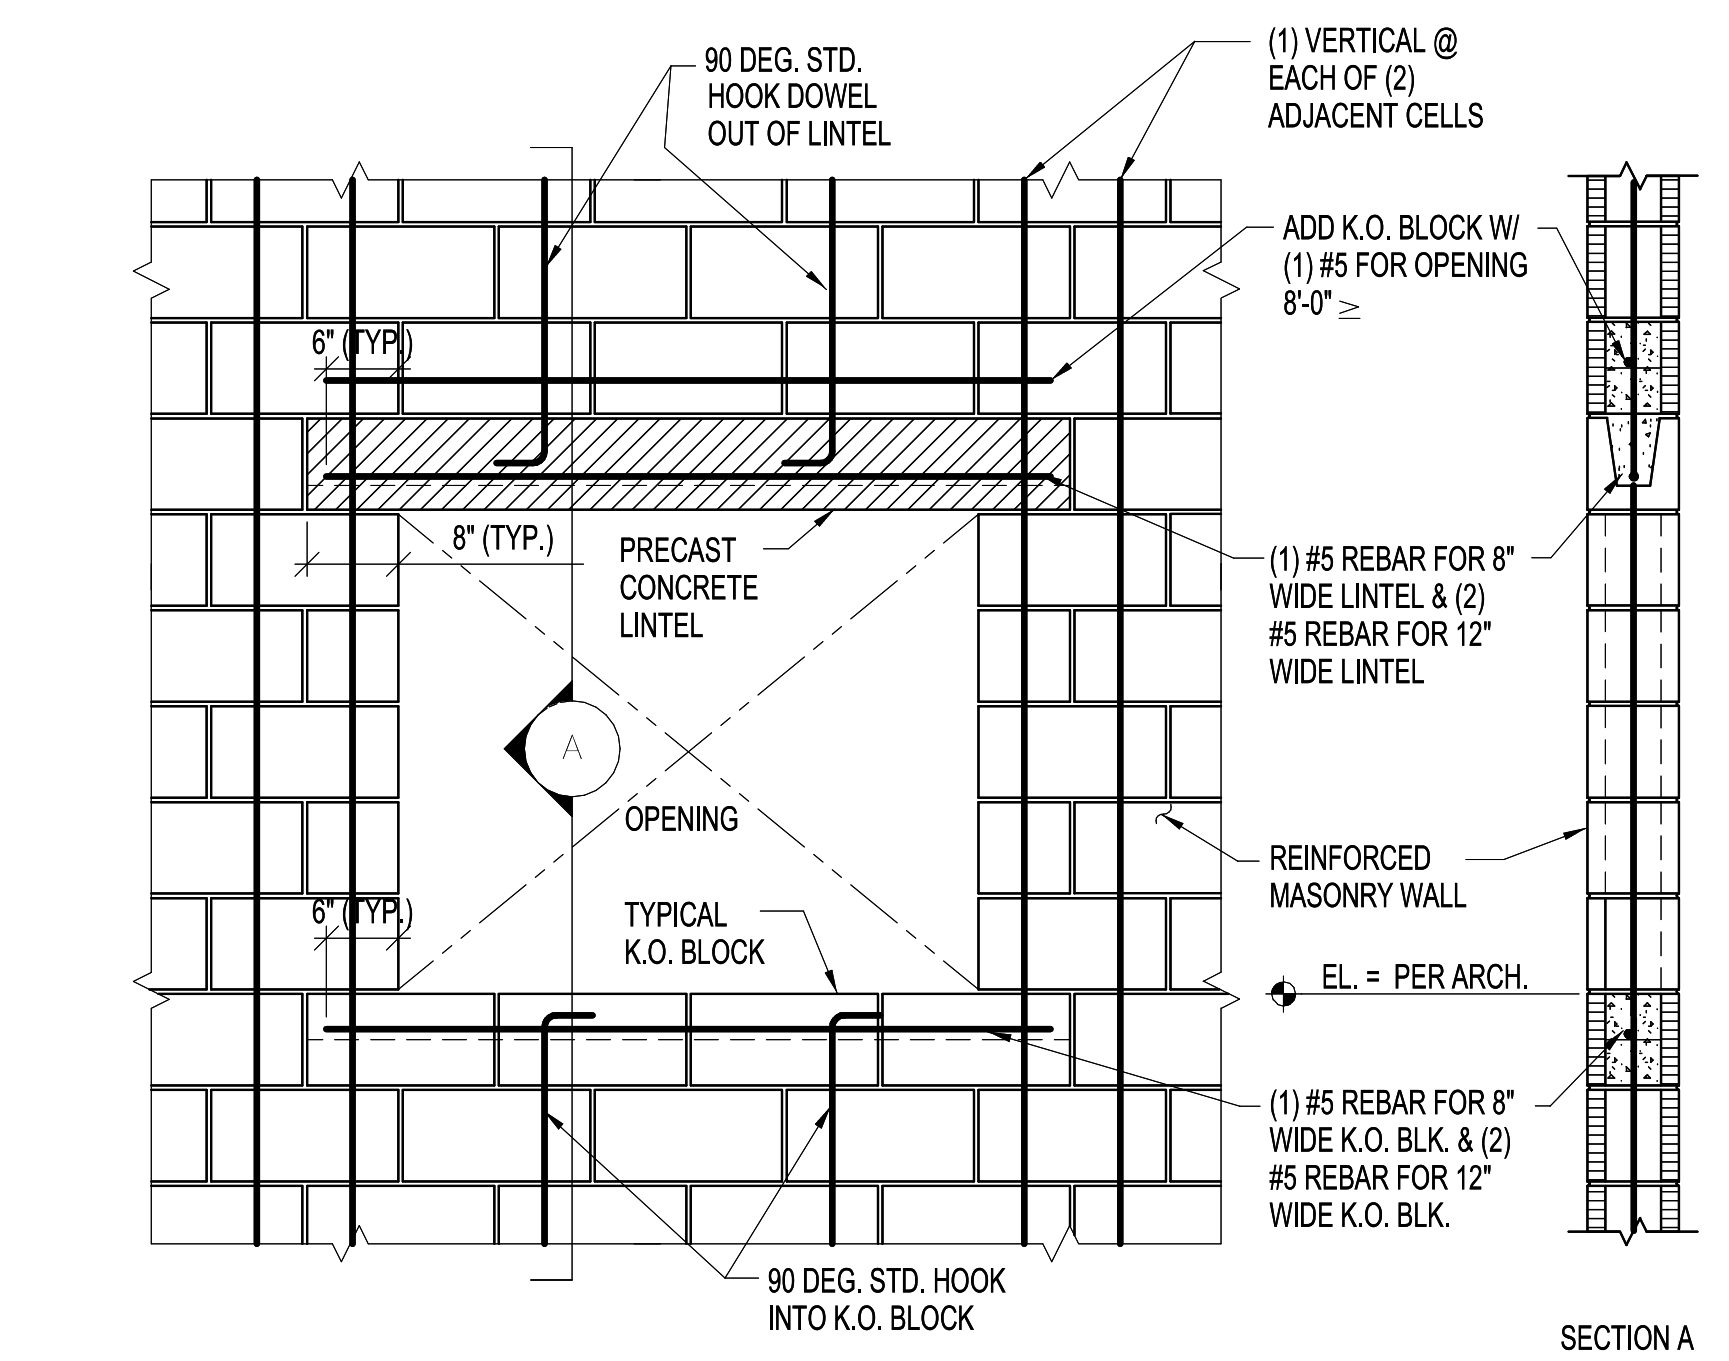 90 DEG. STD.
HOOK DOWEL
OUT OF LINTEL
(1) VERTICAL @
EACH OF (2)
ADJACENT CELLS
ADD K.O. BLOCK W/
(1) #5 FOR OPENING
8'-0" ≥
6" (TYP.)
8" (TYP.)
PRECAST
CONCRETE
LINTEL
(1) #5 REBAR FOR 8"
WIDE LINTEL & (2)
#5 REBAR FOR 12"
WIDE LINTEL
A
OPENING
REINFORCED
MASONRY WALL
6" (TYP.)
TYPICAL
K.O. BLOCK
EL. = PER ARCH.
(1) #5 REBAR FOR 8"
WIDE K.O. BLK. & (2)
#5 REBAR FOR 12"
WIDE K.O. BLK.
90 DEG. STD. HOOK
INTO K.O. BLOCK
SECTION A